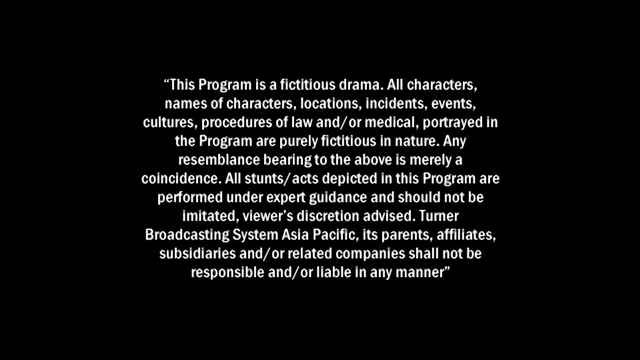 “This Program is a fictitious drama. All characters,
names of characters, locations, incidents, events,
cultures, procedures of law and/or medical, portrayed in
the Program are purely fictitious in nature. Any
resemblance bearing to the above is merely a
coincidence. All stunts/acts depicted in this Program are
performed under expert guidance and should not be
imitated, viewer’s discretion advised. Turner
Broadcasting System Asia Pacific, its parents, affiliates,
subsidiaries and/or related companies shall not be
responsible and/or liable in any manner”